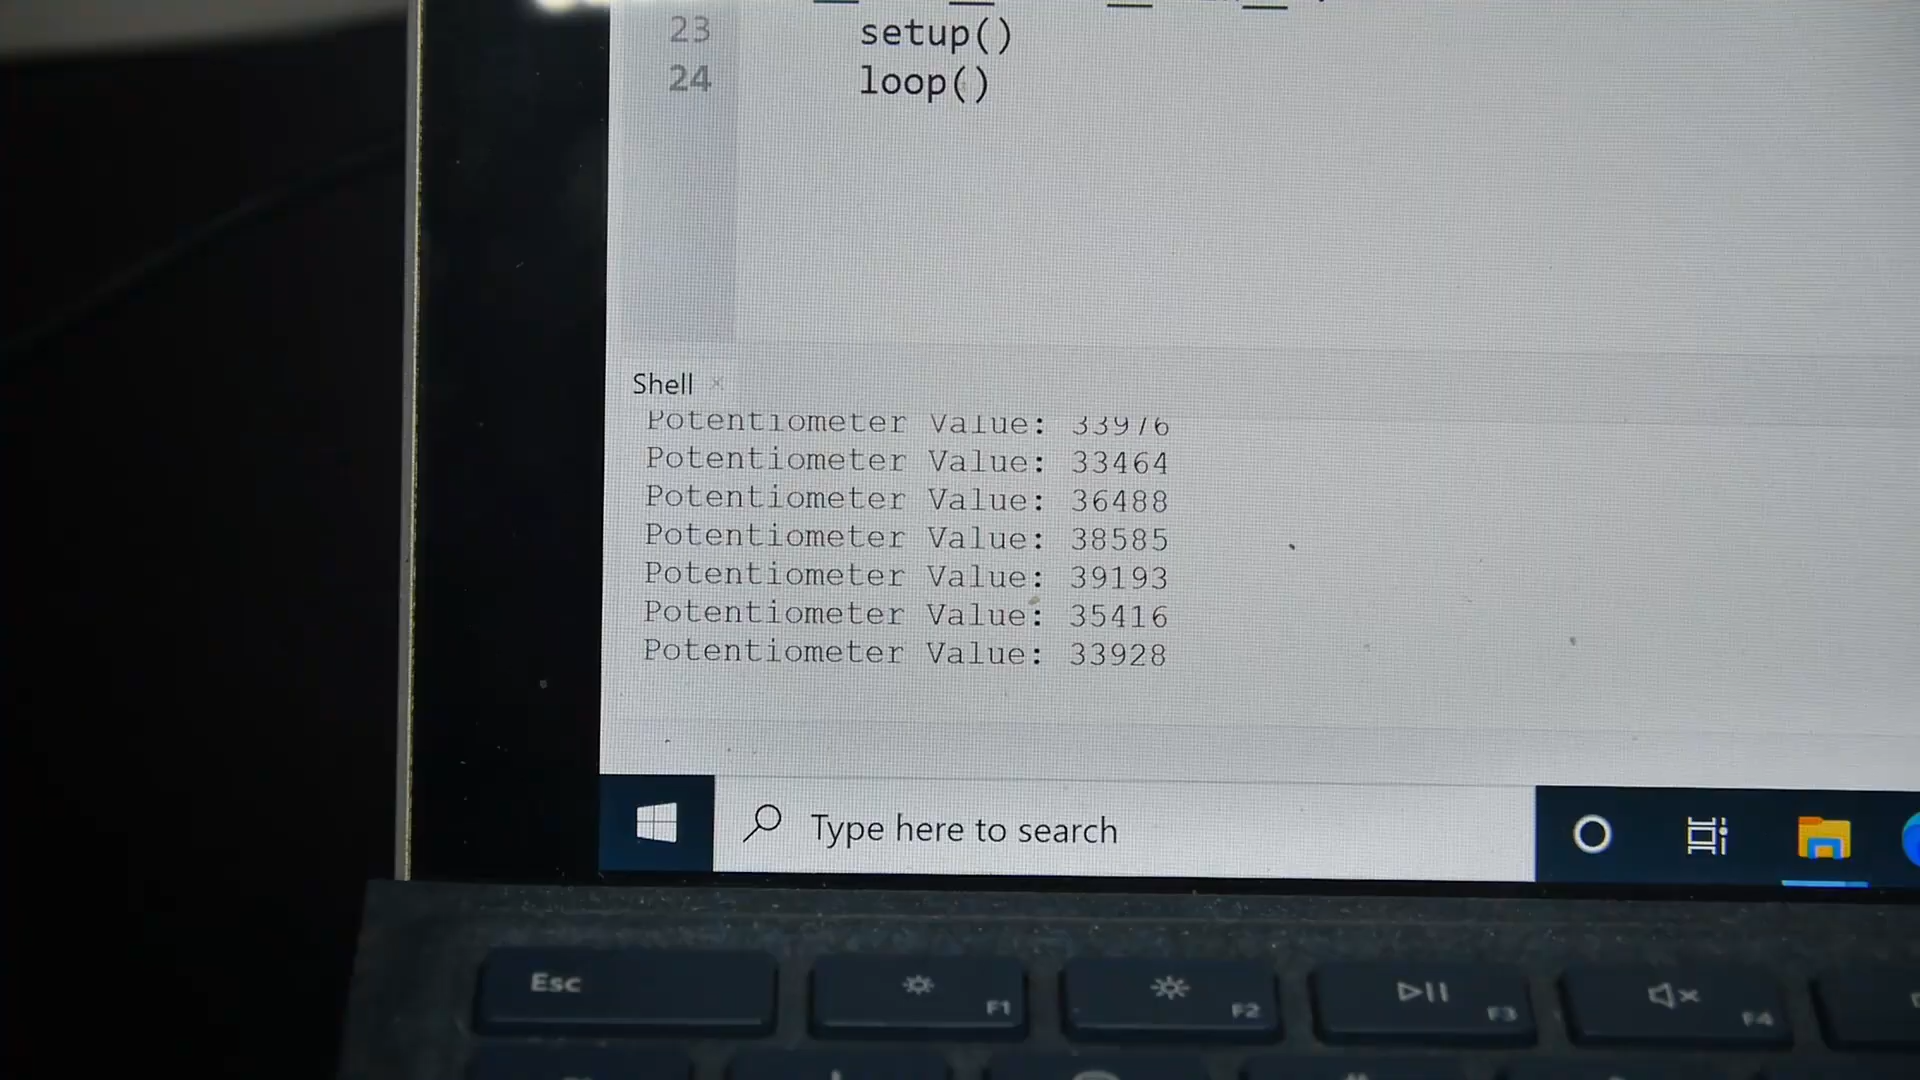 23 setup()
24 loop()
Shell
Potentiometer Value: 33976
Potentiometer Value: 33464
Potentiometer Value: 36488
Potentiometer Value: 38585
Potentiometer Value: 39193
Potentiometer Value: 35416
Potentiometer Value: 33928
Type here to search
Esc
F1
F2
F3
F4